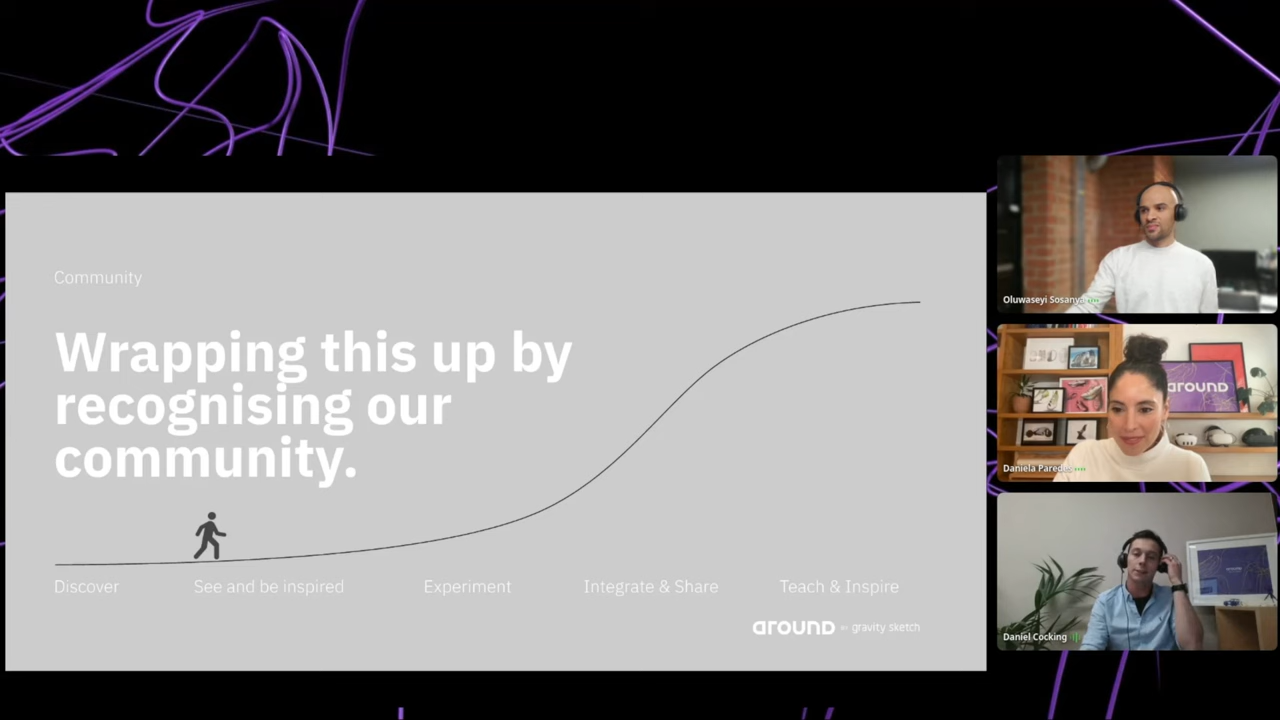 Community
Wrapping this up by
recognising our
community.
Discover
See and be inspired
Experiment
Integrate & Share
Teach & Inspire
around BY gravity sketch
Oluwaseyi Sosanya
around
Daniela Paredes
Daniel Cocking